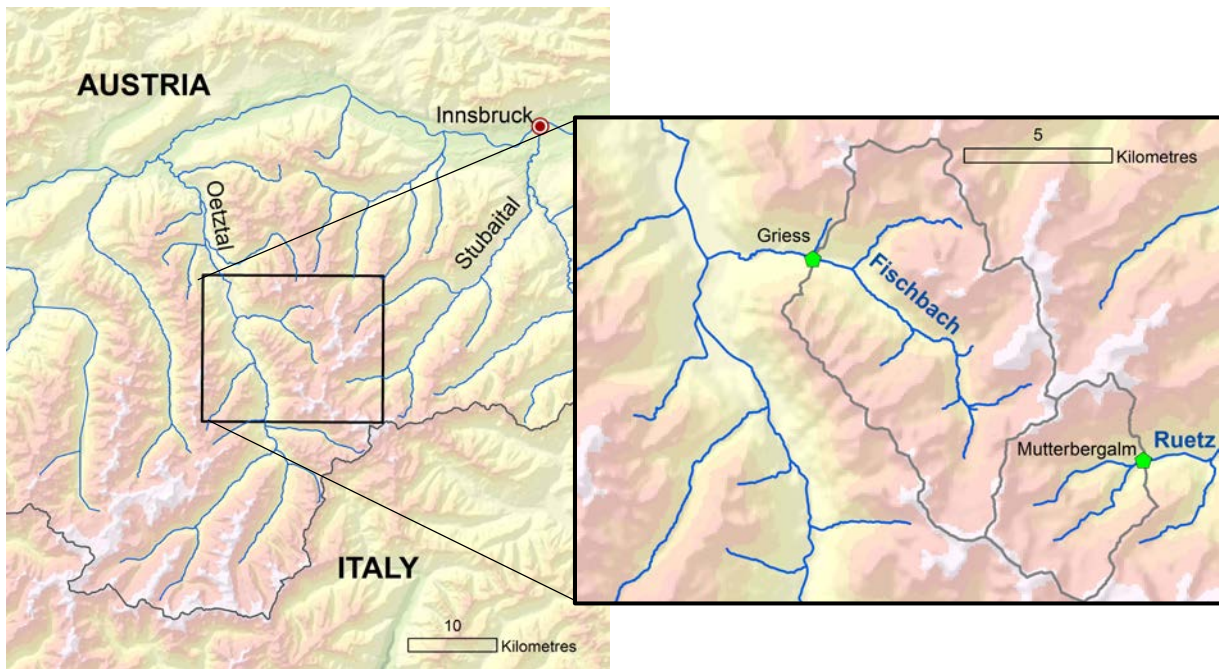 AUSTRIA
Innsbruck
Oetztal
Stubaital
ITALY
10
Kilometres
5
Kilometres
Griess
Fischbach
Mutterbergalm
Ruetz